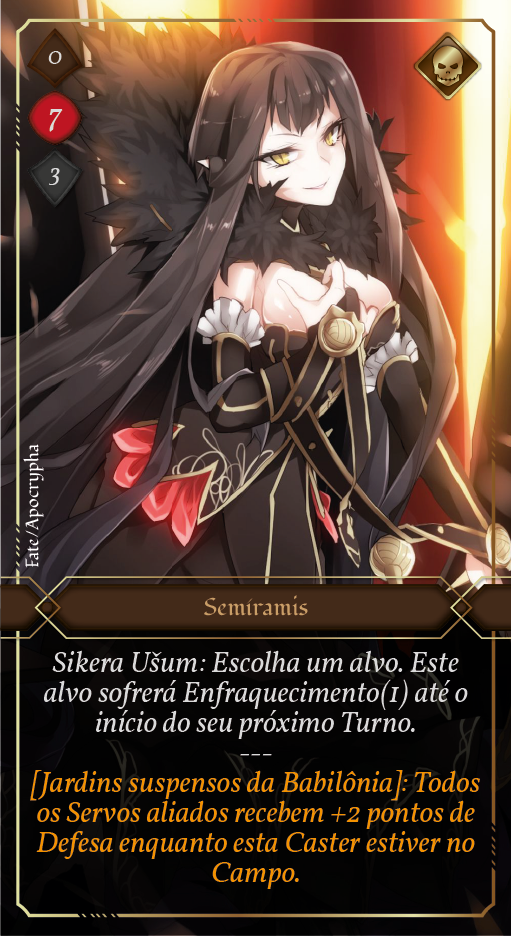 0
7
3
Fate/Apocrypha
Semíramis
Sikera Ušum: Escolha um alvo. Este
alvo sofrerá Enfraquecimento(1) até o
início do seu próximo Turno.
---
[Jardins suspensos da Babilônia]: Todos
os Servos aliados recebem +2 pontos de
Defesa enquanto esta Caster estiver no
Campo.